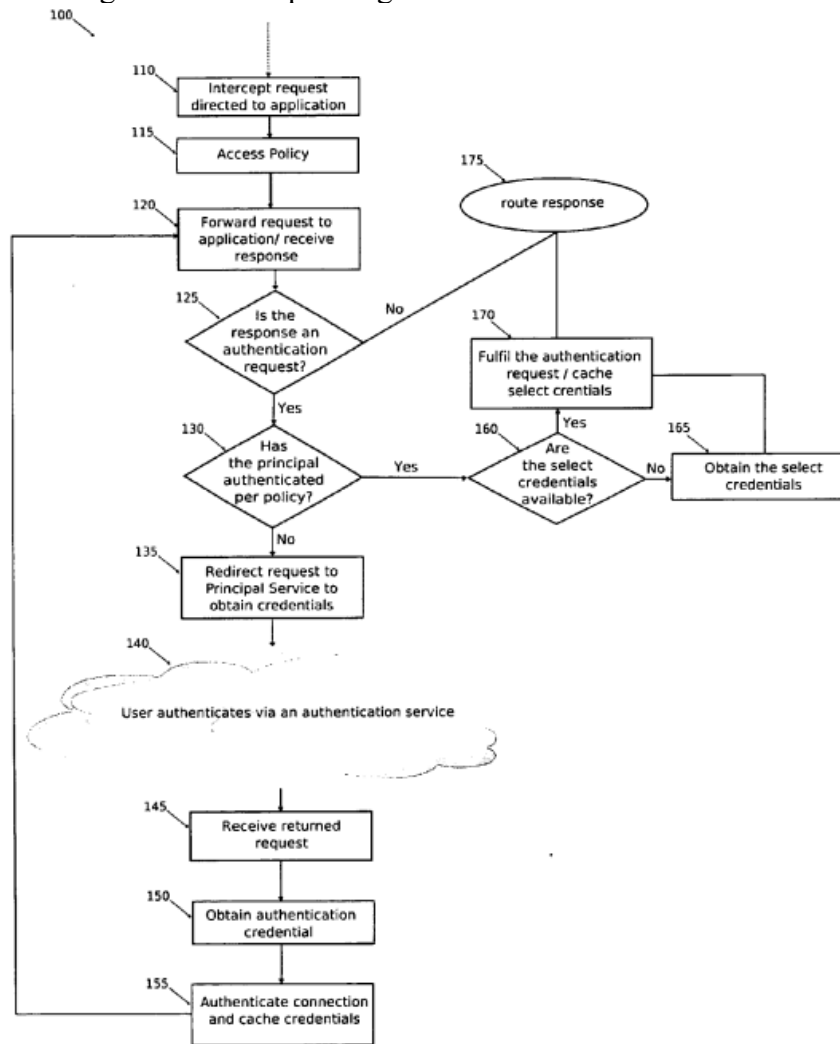 100
110
Intercept request
directed to application
115
Access Policy
175
route response
120
Forward request to
application/ receive
response
125
Is the
response an
authentication
request?
No
Yes
170
Fulfil the authentication
request / cache
select crentials
130
Has
the principal
authenticated
per policy?
Yes
No
160
Are
the select
credentials
available?
Yes
No
165
Obtain the select
credentials
135
Redirect request to
Principal Service to
obtain credentials
140
User authenticates via an authentication service
145
Receive returned
request
150
Obtain authentication
credential
155
Authenticate connection
and cache credentials